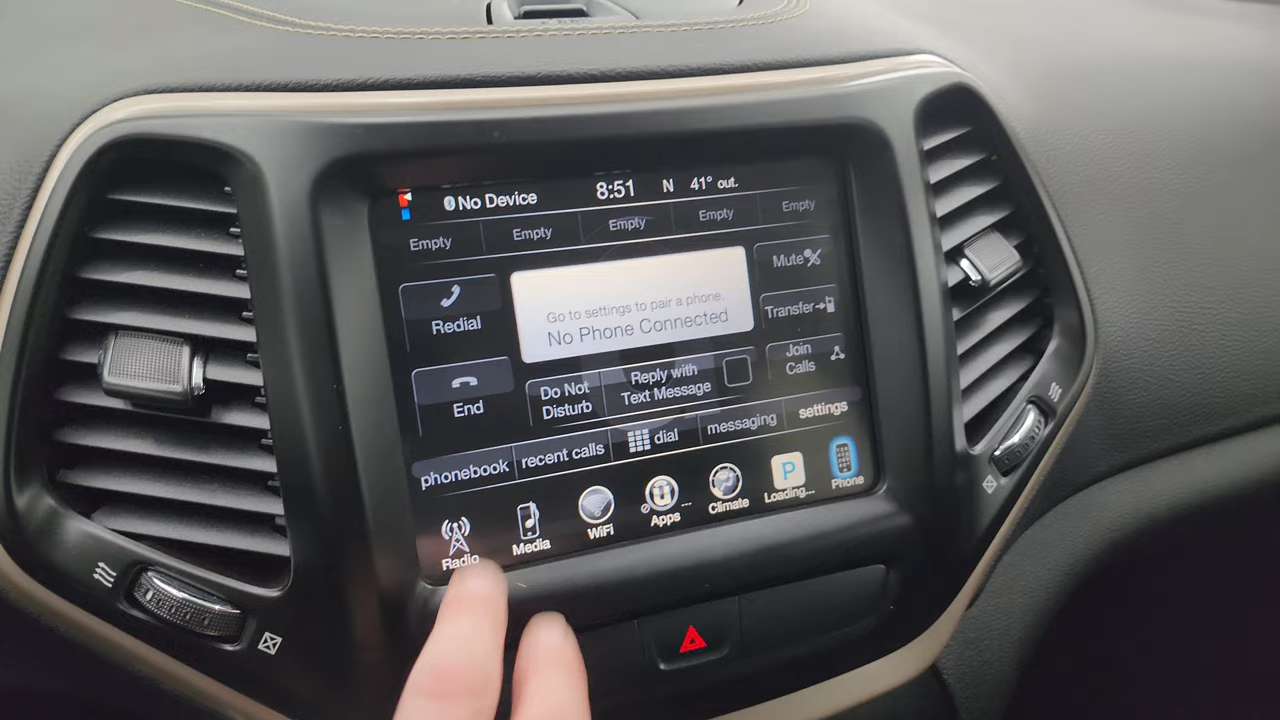 No Device 8:51 N 41° out.
Empty Empty Empty Empty Empty
Redial
Go to settings to pair a phone.
No Phone Connected
Mute
Transfer
End
Do Not
Disturb
Reply with
Text Message
Join
Calls
phonebook recent calls dial messaging settings
P
Radio Media WiFi Apps ... Climate Loading... Phone